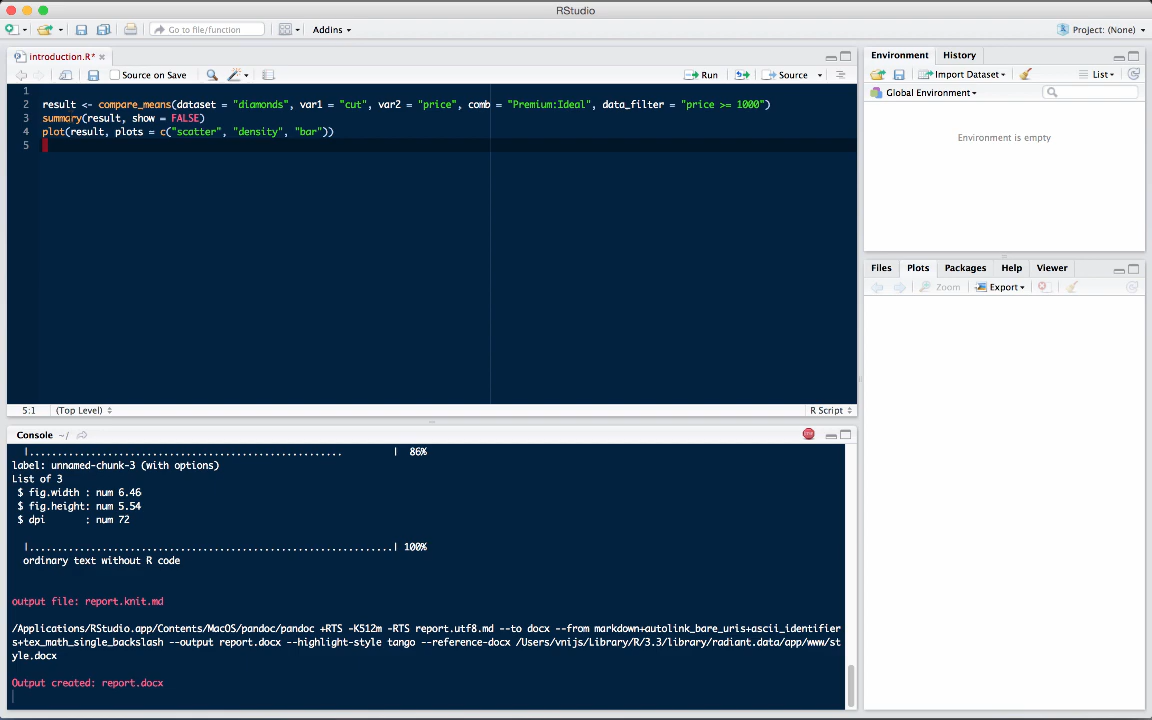 RStudio
Go to file/function
Addins
Project: (None)
introduction.R*
Source on Save
Run
Source
1
2 result <- compare_means(dataset = "diamonds", var1 = "cut", var2 = "price", comb = "Premium:Ideal", data_filter = "price >= 1000")
3 summary(result, show = FALSE)
4 plot(result, plots = c("scatter", "density", "bar"))
5
5:1 (Top Level) R Script
Console ~/
|...................................................... | 86%
label: unnamed-chunk-3 (with options)
List of 3
$ fig.width : num 6.46
$ fig.height: num 5.54
$ dpi : num 72
|.................................................................| 100%
ordinary text without R code
output file: report.knit.md
/Applications/RStudio.app/Contents/MacOS/pandoc/pandoc +RTS -K512m -RTS report.utf8.md --to docx --from markdown+autolink_bare_uris+ascii_identifier
s+tex_math_single_backslash --output report.docx --highlight-style tango --reference-docx /Users/vnijs/Library/R/3.3/library/radiant.data/app/www/st
yle.docx
Output created: report.docx
Environment History
Import Dataset List
Global Environment
Environment is empty
Files Plots Packages Help Viewer
Zoom Export